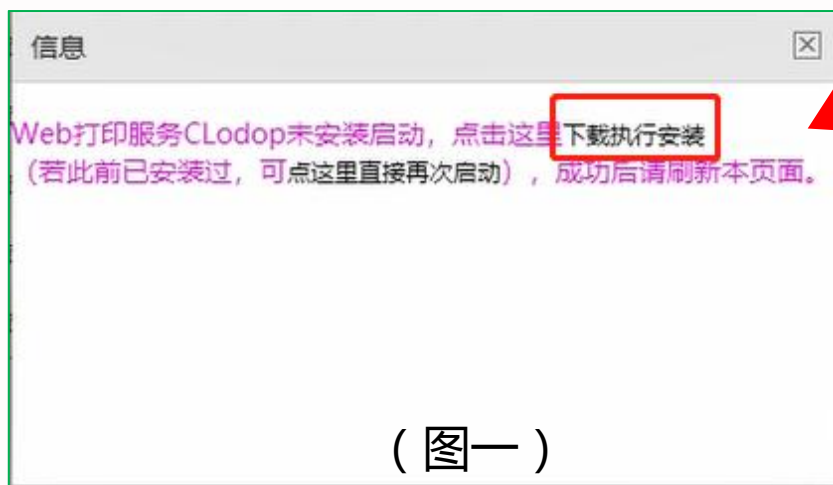 信息
Web打印服务CLodop未安装启动，点击这里下载执行安装
（若此前已安装过，可点这里直接再次启动），成功后请刷新本页面。
（图一）